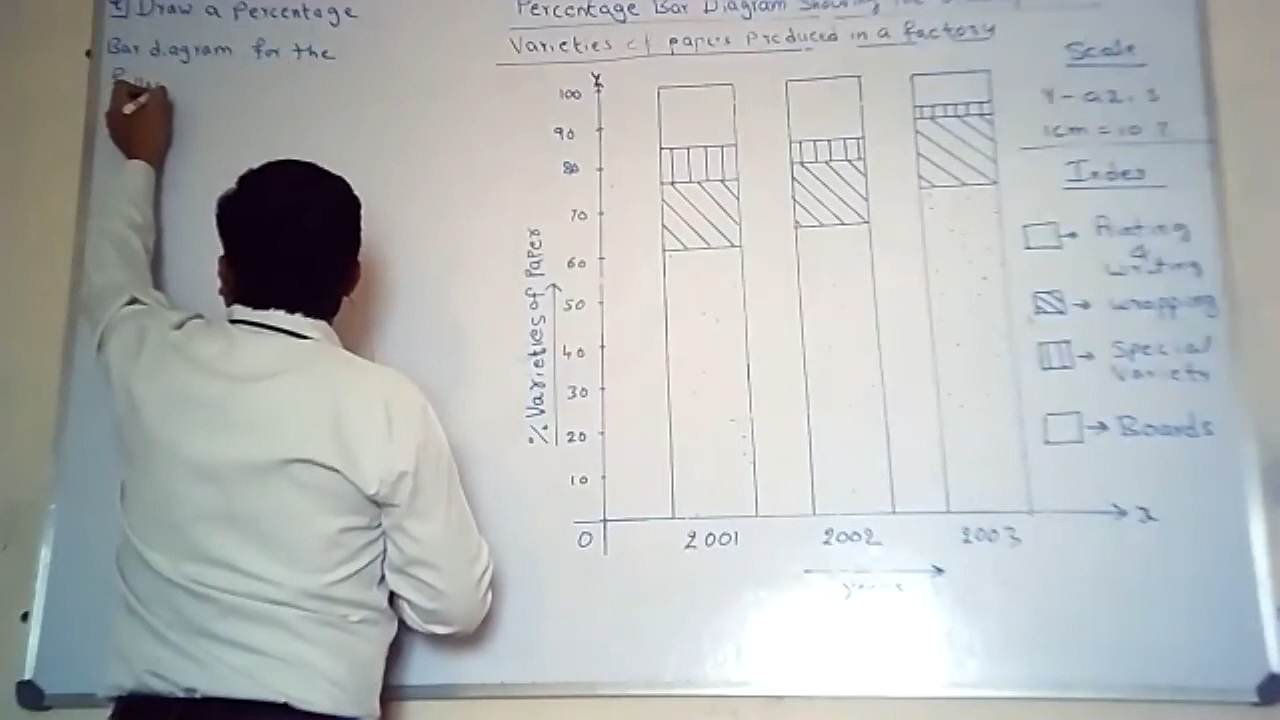 Draw a Percentage
Bar diagram for the
Percentage Bar Diagram Showing the
Varieties of papers Produced in a factory
Scale
1cm = 10 %
Index
Printing
&
writing
wrapping
Special
Variety
Boards
% Varieties of Paper
Y
100
90
80
70
60
50
40
30
20
10
0
2001
2002
2003
x